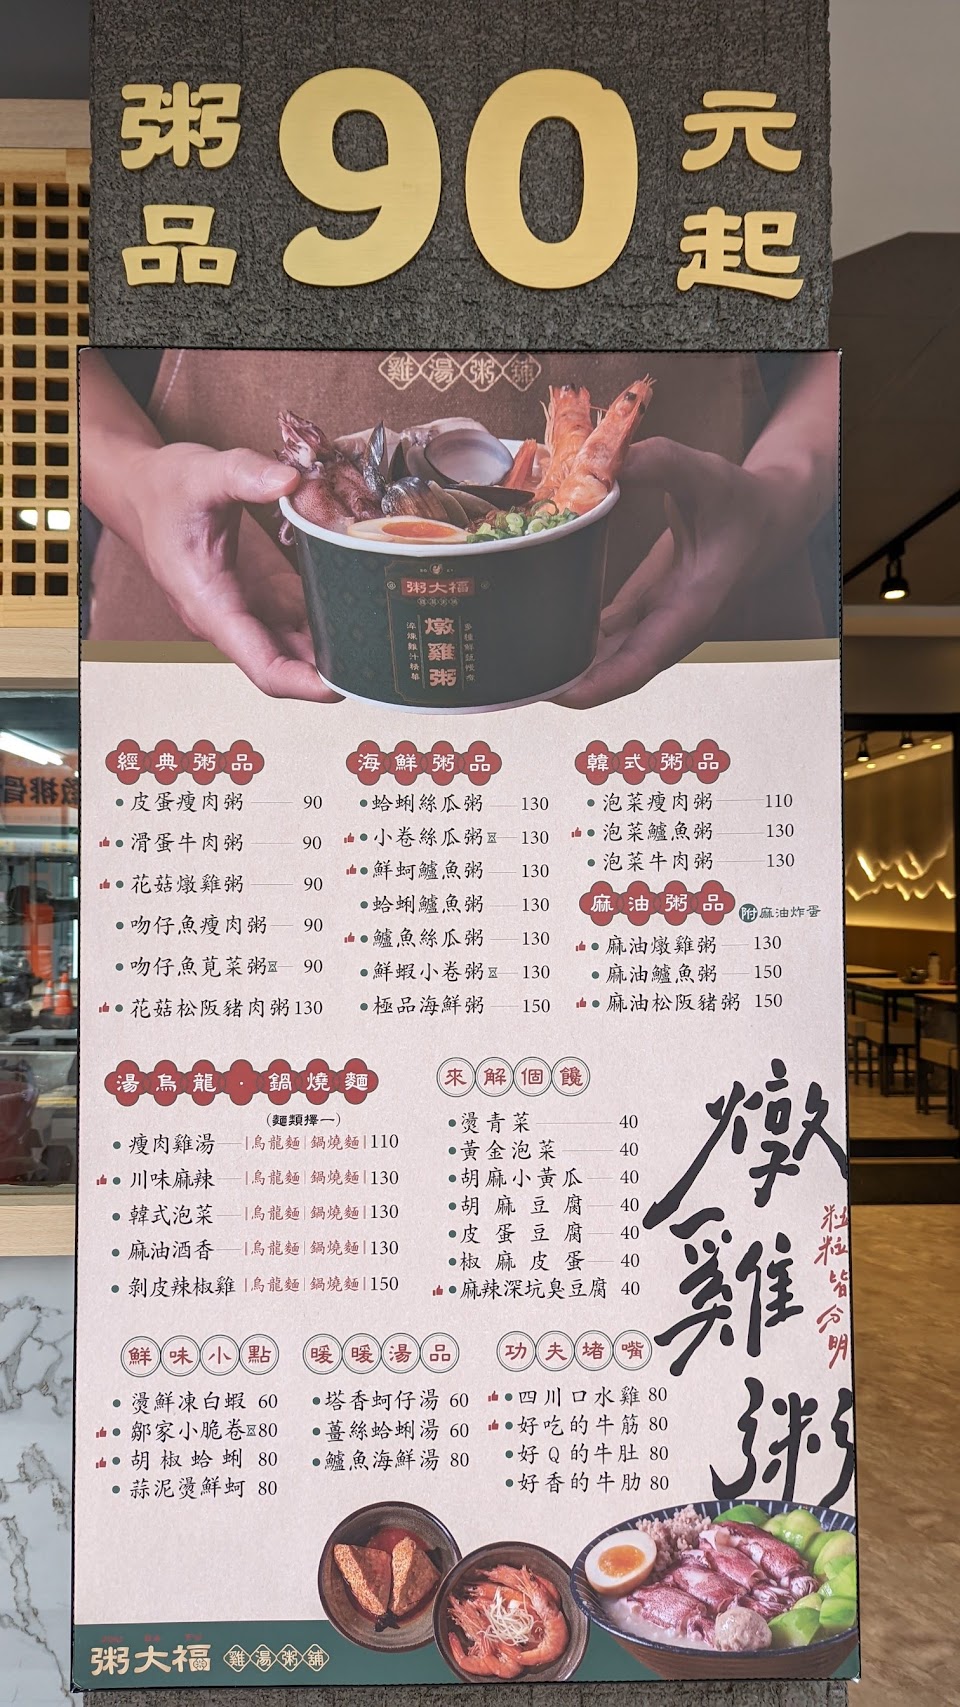 粥品90元起
雞湯粥舖
粥大福
燉雞粥
經典粥品
皮蛋瘦肉粥 90
滑蛋牛肉粥 90
花菇燉雞粥 90
吻仔魚瘦肉粥 90
吻仔魚莧菜粥 90
花菇松阪豬肉粥 130
海鮮粥品
蛤蜊絲瓜粥 130
小卷絲瓜粥 130
鮮蚵鱸魚粥 130
蛤蜊鱸魚粥 130
鱸魚絲瓜粥 130
鮮蝦小卷粥 130
極品海鮮粥 150
韓式粥品
泡菜瘦肉粥 110
泡菜鱸魚粥 130
泡菜牛肉粥 130
麻油粥品 附麻油炸蛋
麻油燉雞粥 130
麻油鱸魚粥 150
麻油松阪豬粥 150
湯烏龍·鍋燒麵
(麵類擇一)
瘦肉雞湯 |烏龍麵|鍋燒麵| 110
川味麻辣 |烏龍麵|鍋燒麵| 130
韓式泡菜 |烏龍麵|鍋燒麵| 130
麻油酒香 |烏龍麵|鍋燒麵| 130
剝皮辣椒雞 |烏龍麵|鍋燒麵| 150
來解個饞
燙青菜 40
黃金泡菜 40
胡麻小黃瓜 40
胡麻豆腐 40
皮蛋豆腐 40
椒麻皮蛋 40
麻辣深坑臭豆腐 40
燉雞粥
粒粒皆分明
鮮味小點
燙鮮凍白蝦 60
鄒家小脆卷 80
胡椒蛤蜊 80
蒜泥燙鮮蚵 80
暖暖湯品
塔香蚵仔湯 60
薑絲蛤蜊湯 60
鱸魚海鮮湯 80
功夫堵嘴
四川口水雞 80
好吃的牛筋 80
好Q的牛肚 80
好香的牛肋 80
粥大福 雞湯粥舖